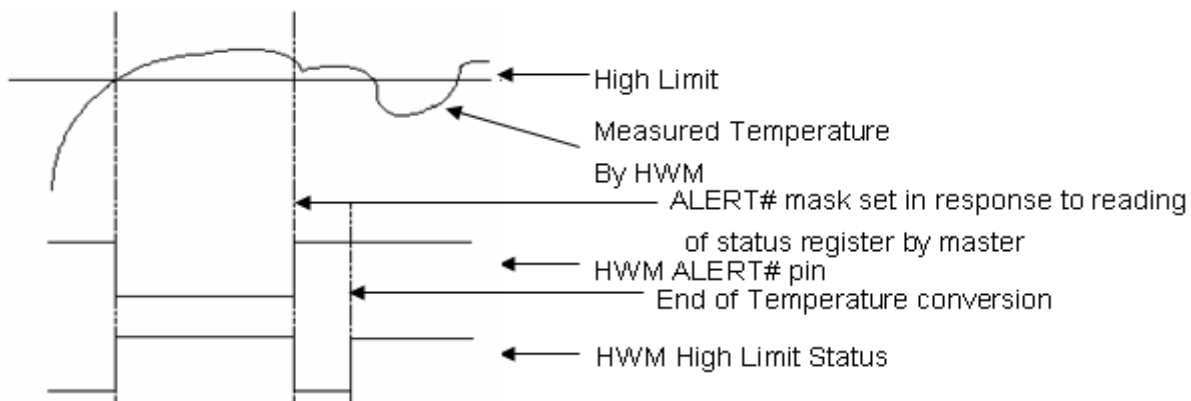 High Limit
Measured Temperature
By HWM
ALERT# mask set in response to reading
of status register by master
HWM ALERT# pin
End of Temperature conversion
HWM High Limit Status